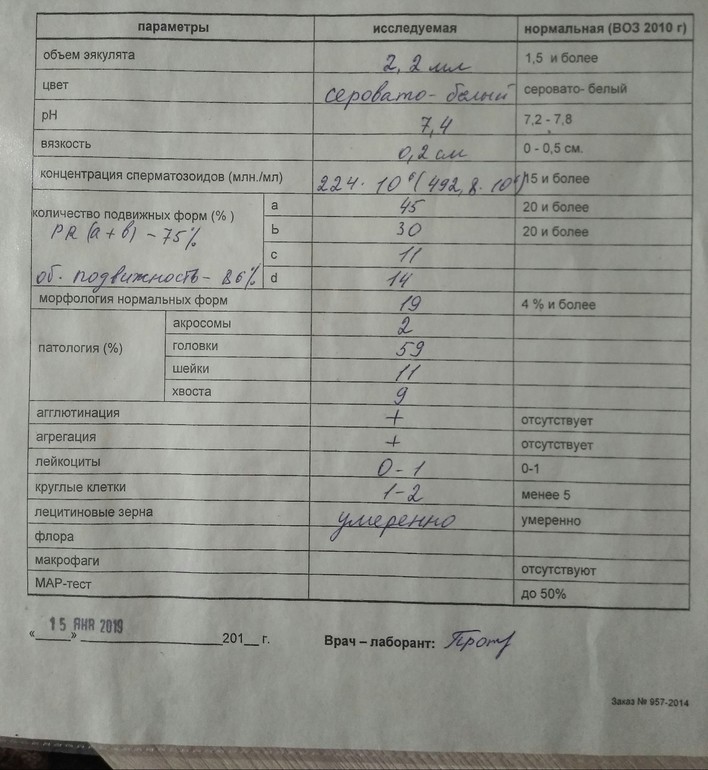 параметры исследуемая нормальная (ВОЗ 2010 г)
объем эякулята 2,2 мл 1,5 и более
цвет серовато-белый серовато- белый
pH 7,4 7,2 - 7,8
вязкость 0,2 см 0 - 0,5 см.
концентрация сперматозоидов (млн./мл) 224·10⁶(492,8·10⁶) 15 и более
количество подвижных форм (% ) a 45 20 и более
PR (a+b) - 75% b 30 20 и более
c 11
об. подвижность - 86% d 14
морфология нормальных форм 19 4 % и более
патология (%) акросомы 2
головки 59
шейки 11
хвоста 9
агглютинация + отсутствует
агрегация + отсутствует
лейкоциты 0-1 0-1
круглые клетки 1-2 менее 5
лецитиновые зерна умеренно умеренно
флора
макрофаги отсутствуют
МАР-тест до 50%
15 ЯНВ 2019
«_____»____________________201__ г. Врач – лаборант:
Заказ № 957-2014